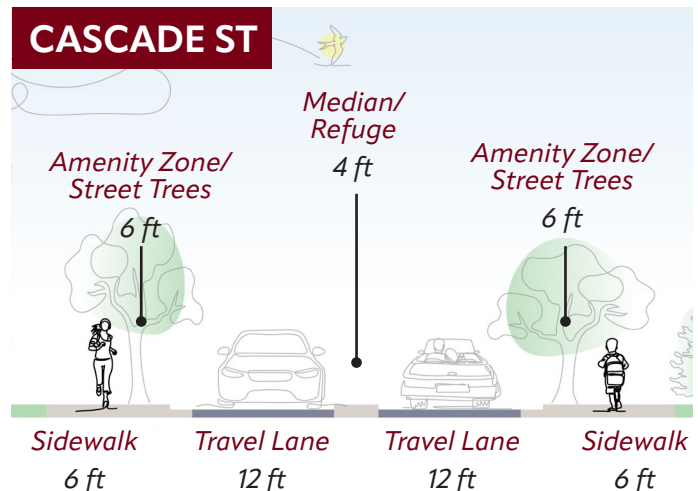 CASCADE ST
Median/
Refuge
4 ft
Amenity Zone/
Street Trees
6 ft
Amenity Zone/
Street Trees
6 ft
Sidewalk
6 ft
Travel Lane
12 ft
Travel Lane
12 ft
Sidewalk
6 ft